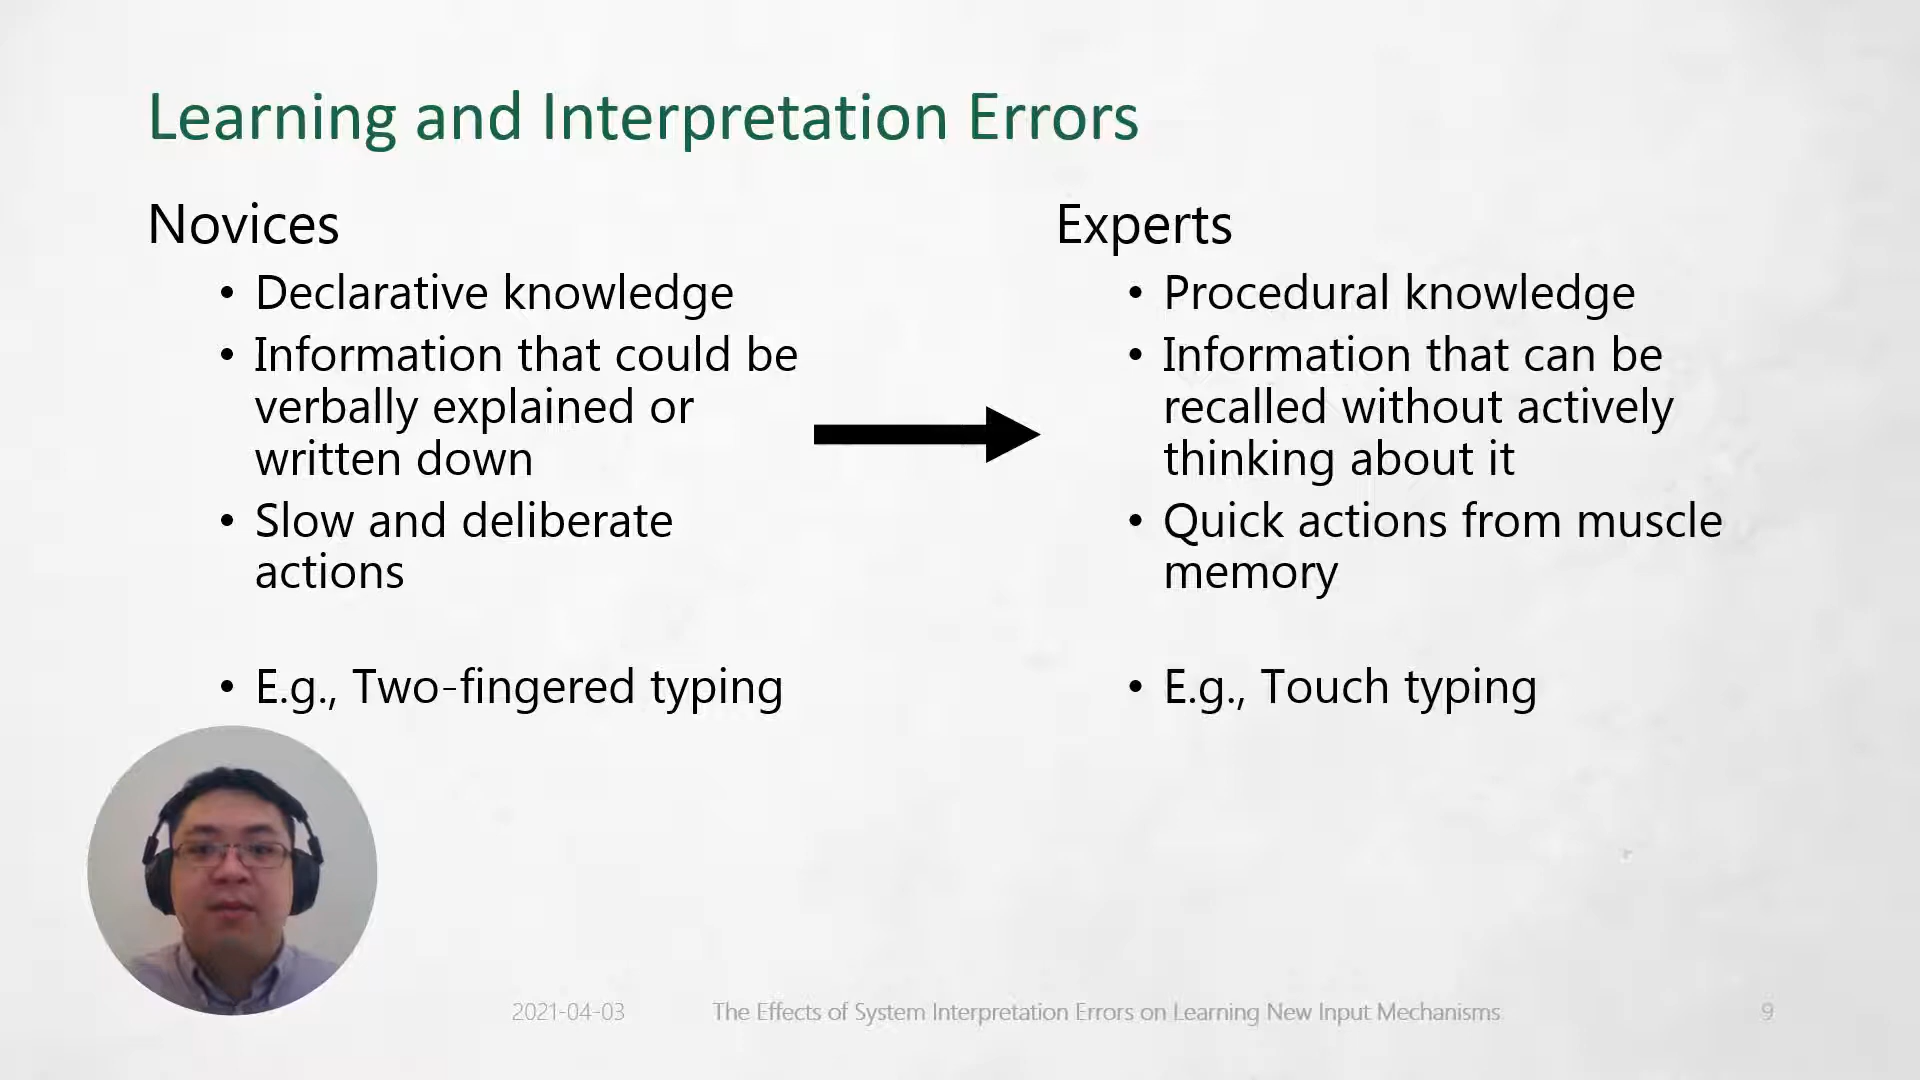 Learning and Interpretation Errors
Novices
• Declarative knowledge
• Information that could be
verbally explained or
written down
• Slow and deliberate
actions
• E.g., Two-fingered typing
Experts
• Procedural knowledge
• Information that can be
recalled without actively
thinking about it
• Quick actions from muscle
memory
• E.g., Touch typing
2021-04-03
The Effects of System Interpretation Errors on Learning New Input Mechanisms
9